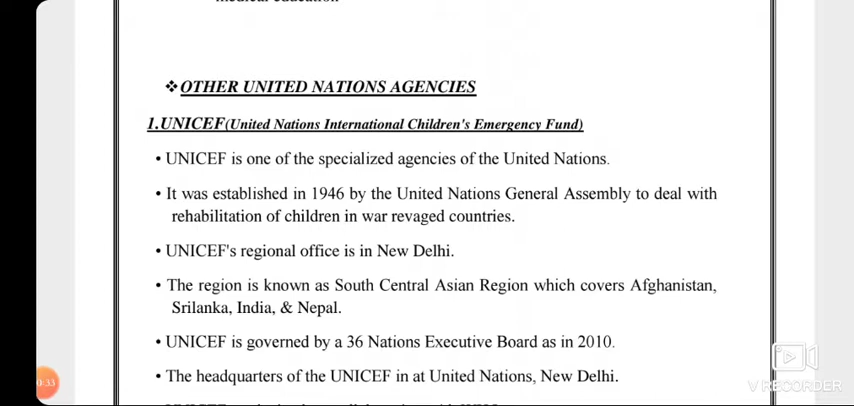 ❖OTHER UNITED NATIONS AGENCIES
1.UNICEF(United Nations International Children's Emergency Fund)
• UNICEF is one of the specialized agencies of the United Nations.
• It was established in 1946 by the United Nations General Assembly to deal with
rehabilitation of children in war revaged countries.
• UNICEF's regional office is in New Delhi.
• The region is known as South Central Asian Region which covers Afghanistan,
Srilanka, India, & Nepal.
• UNICEF is governed by a 36 Nations Executive Board as in 2010.
• The headquarters of the UNICEF in at United Nations, New Delhi.
0:33
V RECORDER